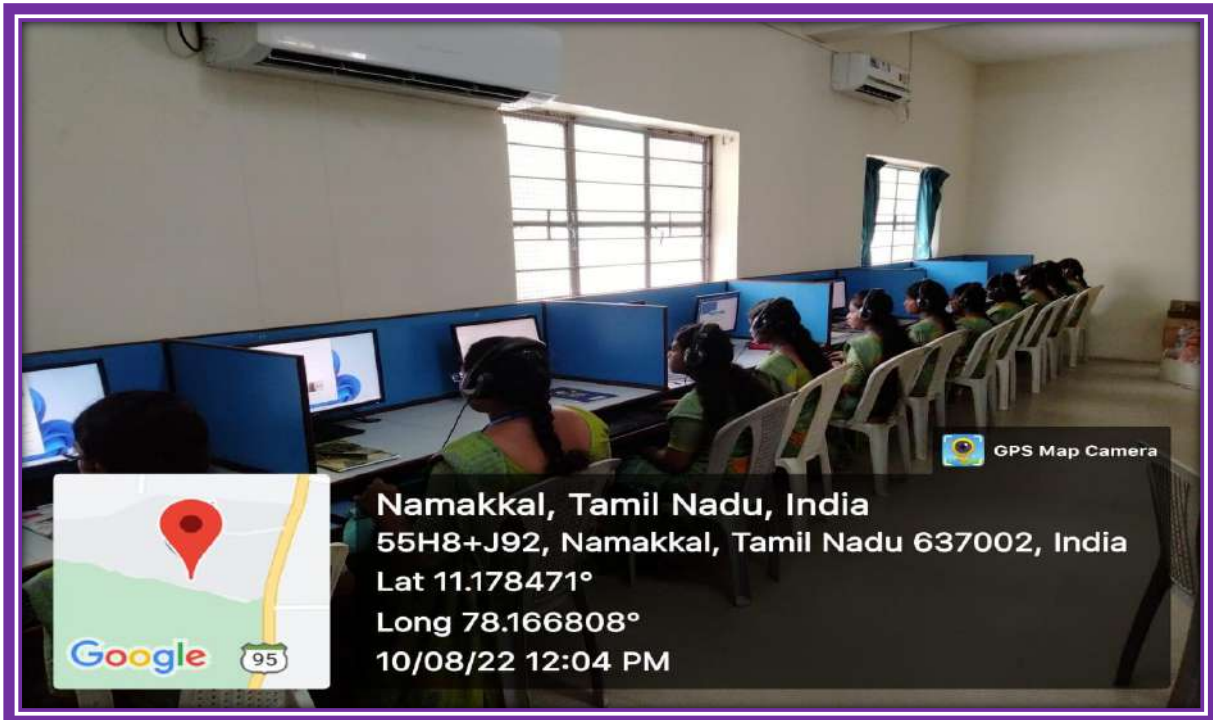 GPS Map Camera
Namakkal, Tamil Nadu, India
55H8+J92, Namakkal, Tamil Nadu 637002, India
Lat 11.178471°
Long 78.166808°
10/08/22 12:04 PM
Google
95